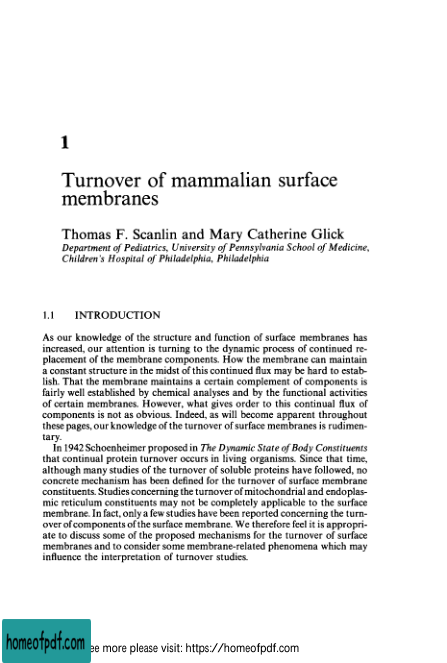 1
Turnover of mammalian surface
membranes
Thomas F. Scanlin and Mary Catherine Glick
Department of Pediatrics, University of Pennsylvania School of Medicine,
Children's Hospital of Philadelphia, Philadelphia
1.1 INTRODUCTION
As our knowledge of the structure and function of surface membranes has
increased, our attention is turning to the dynamic process of continued re-
placement of the membrane components. How the membrane can maintain
a constant structure in the midst of this continued flux may be hard to estab-
lish. That the membrane maintains a certain complement of components is
fairly well established by chemical analyses and by the functional activities
of certain membranes. However, what gives order to this continual flux of
components is not as obvious. Indeed, as will become apparent throughout
these pages, our knowledge of the turnover of surface membranes is rudimen-
tary.
In 1942 Schoenheimer proposed in The Dynamic State of Body Constituents
that continual protein turnover occurs in living organisms. Since that time,
although many studies of the turnover of soluble proteins have followed, no
concrete mechanism has been defined for the turnover of surface membrane
constituents. Studies concerning the turnover of mitochondrial and endoplas-
mic reticulum constituents may not be completely applicable to the surface
membrane. In fact, only a few studies have been reported concerning the turn-
over of components of the surface membrane. We therefore feel it is appropri-
ate to discuss some of the proposed mechanisms for the turnover of surface
membranes and to consider some membrane-related phenomena which may
influence the interpretation of turnover studies.
homeofpdf.com ee more please visit: https://homeofpdf.com